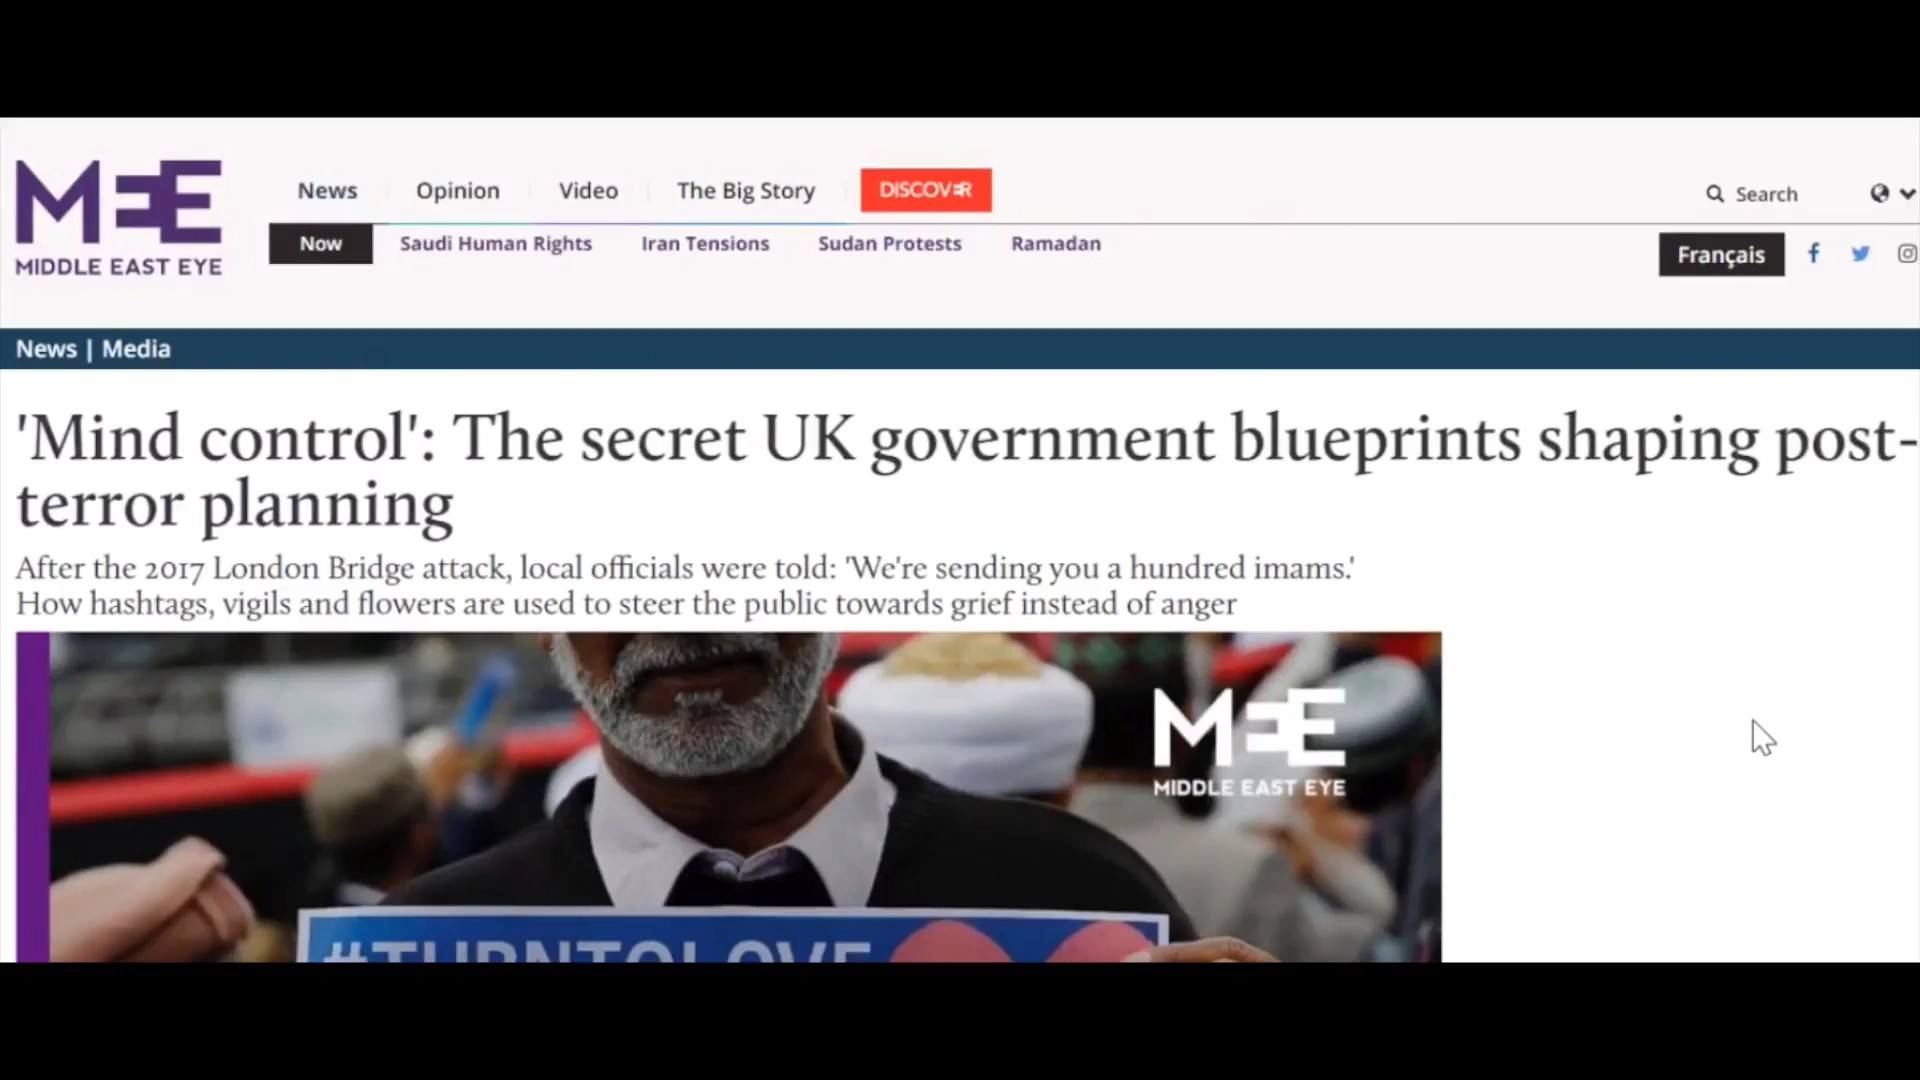 MEE
MIDDLE EAST EYE
News
Opinion
Video
The Big Story
DISCOVER
Search
Now
Saudi Human Rights
Iran Tensions
Sudan Protests
Ramadan
Français
News | Media
'Mind control': The secret UK government blueprints shaping post-
terror planning
After the 2017 London Bridge attack, local officials were told: 'We're sending you a hundred imams.'
How hashtags, vigils and flowers are used to steer the public towards grief instead of anger
MEE
MIDDLE EAST EYE
#TURNTOLOVE